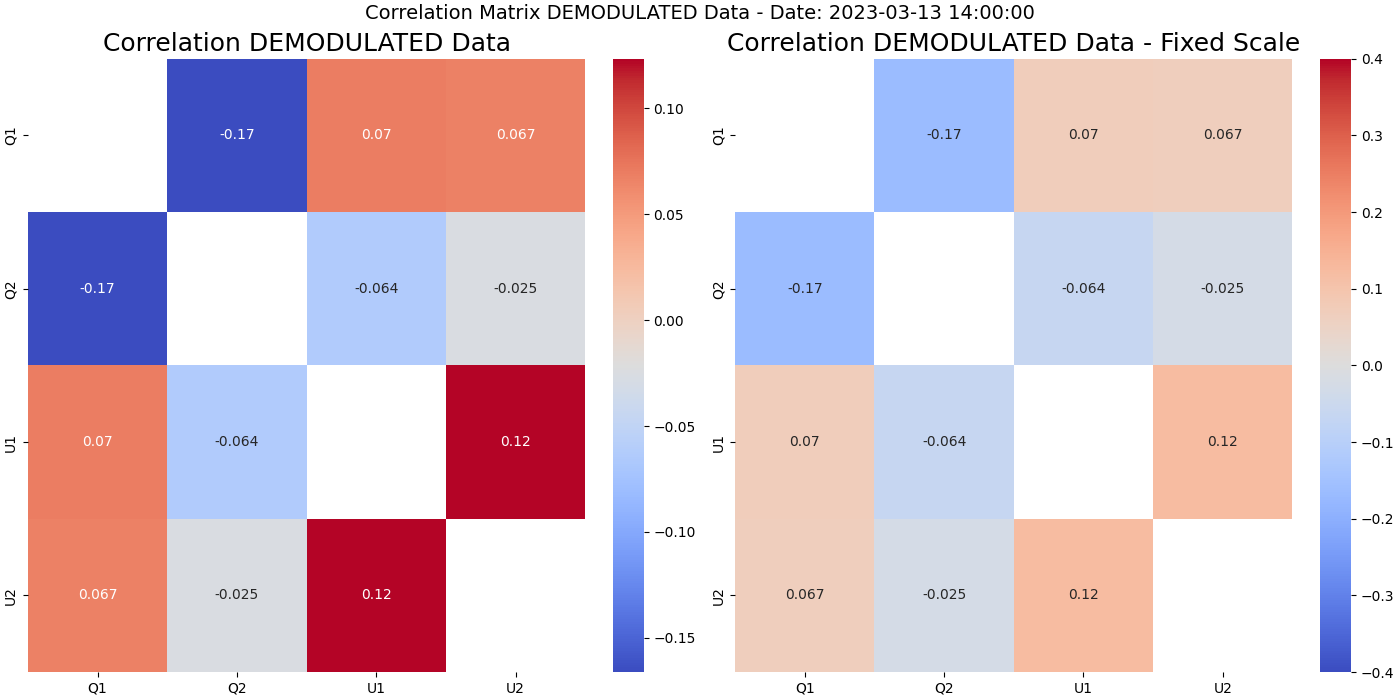 Correlation Matrix DEMODULATED Data - Date: 2023-03-13 14:00:00
Correlation DEMODULATED Data
Q1
-0.17
0.07
0.067
Q2
-0.17
-0.064
-0.025
U1
0.07
-0.064
0.12
U2
0.067
-0.025
0.12
Q1
Q2
U1
U2
0.10
0.05
0.00
−0.05
−0.10
−0.15
Correlation DEMODULATED Data - Fixed Scale
Q1
-0.17
0.07
0.067
Q2
-0.17
-0.064
-0.025
U1
0.07
-0.064
0.12
U2
0.067
-0.025
0.12
Q1
Q2
U1
U2
0.4
0.3
0.2
0.1
0.0
−0.1
−0.2
−0.3
−0.4